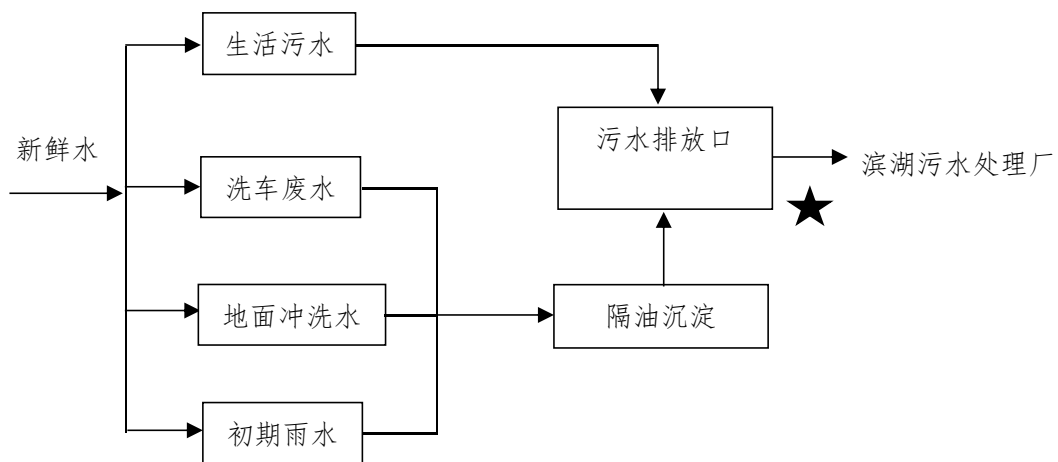 生活污水
污水排放口
新鲜水
滨湖污水处理厂
洗车废水
地面冲洗水
隔油沉淀
初期雨水